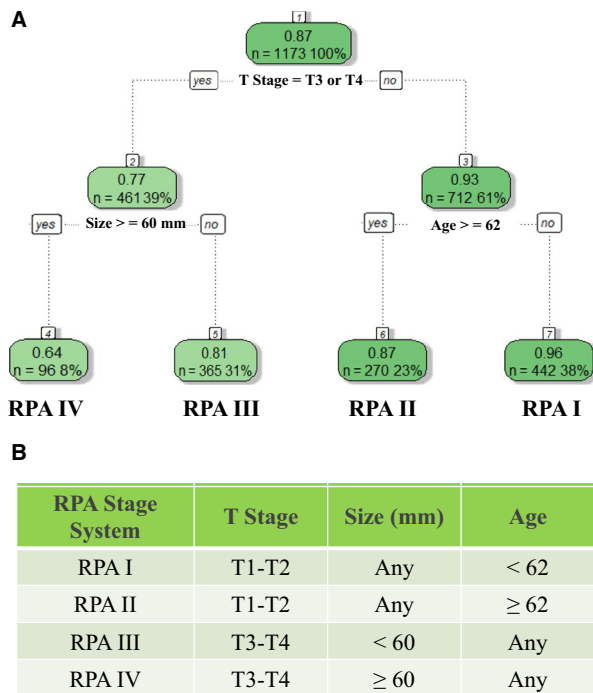 A
1
0.87
n = 1173 100%
yes T Stage = T3 or T4 no
2 3
0.77 0.93
n = 461 39% n = 712 61%
yes Size > = 60 mm no yes Age > = 62 no
4 5 6 7
0.64 0.81 0.87 0.96
n = 96 8% n = 365 31% n = 270 23% n = 442 38%
RPA IV RPA III RPA II RPA I
B
RPA Stage
System T Stage Size (mm) Age
RPA I T1-T2 Any < 62
RPA II T1-T2 Any ≥ 62
RPA III T3-T4 < 60 Any
RPA IV T3-T4 ≥ 60 Any